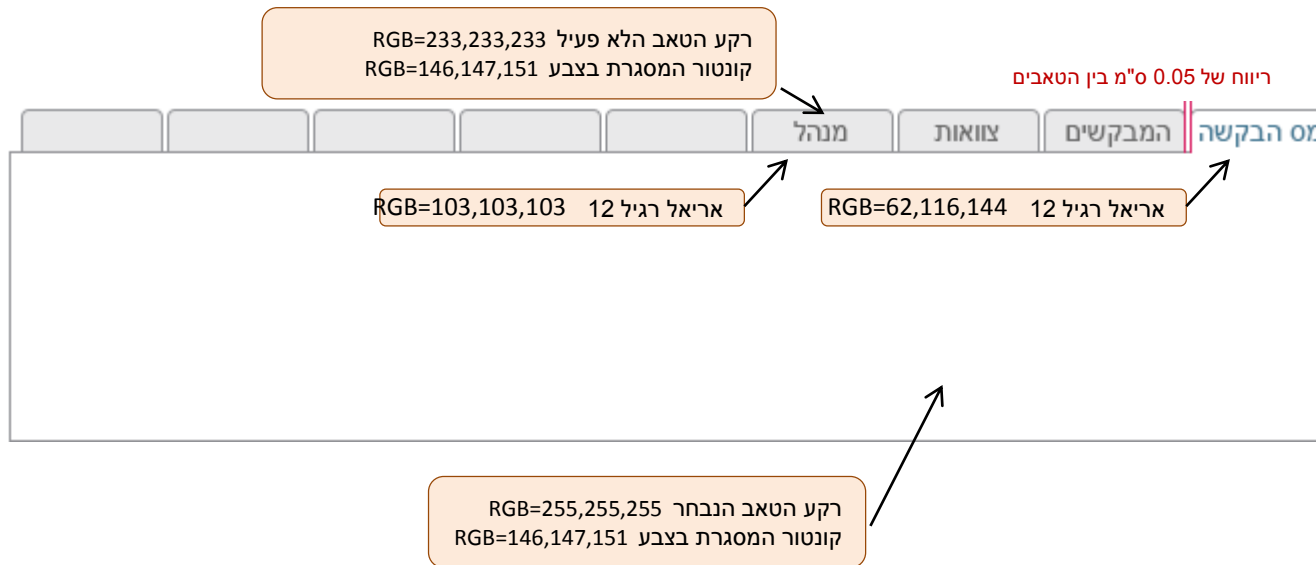 רקע הטאב הלא פעיל RGB=233,233,233
קונטור המסגרת בצבע RGB=146,147,151
ריווח של 0.05 ס"מ בין הטאבים
מס הבקשה
המבקשים
צוואות
מנהל
אריאל רגיל 12 RGB=62,116,144
אריאל רגיל 12 RGB=103,103,103
רקע הטאב הנבחר RGB=255,255,255
קונטור המסגרת בצבע RGB=146,147,151